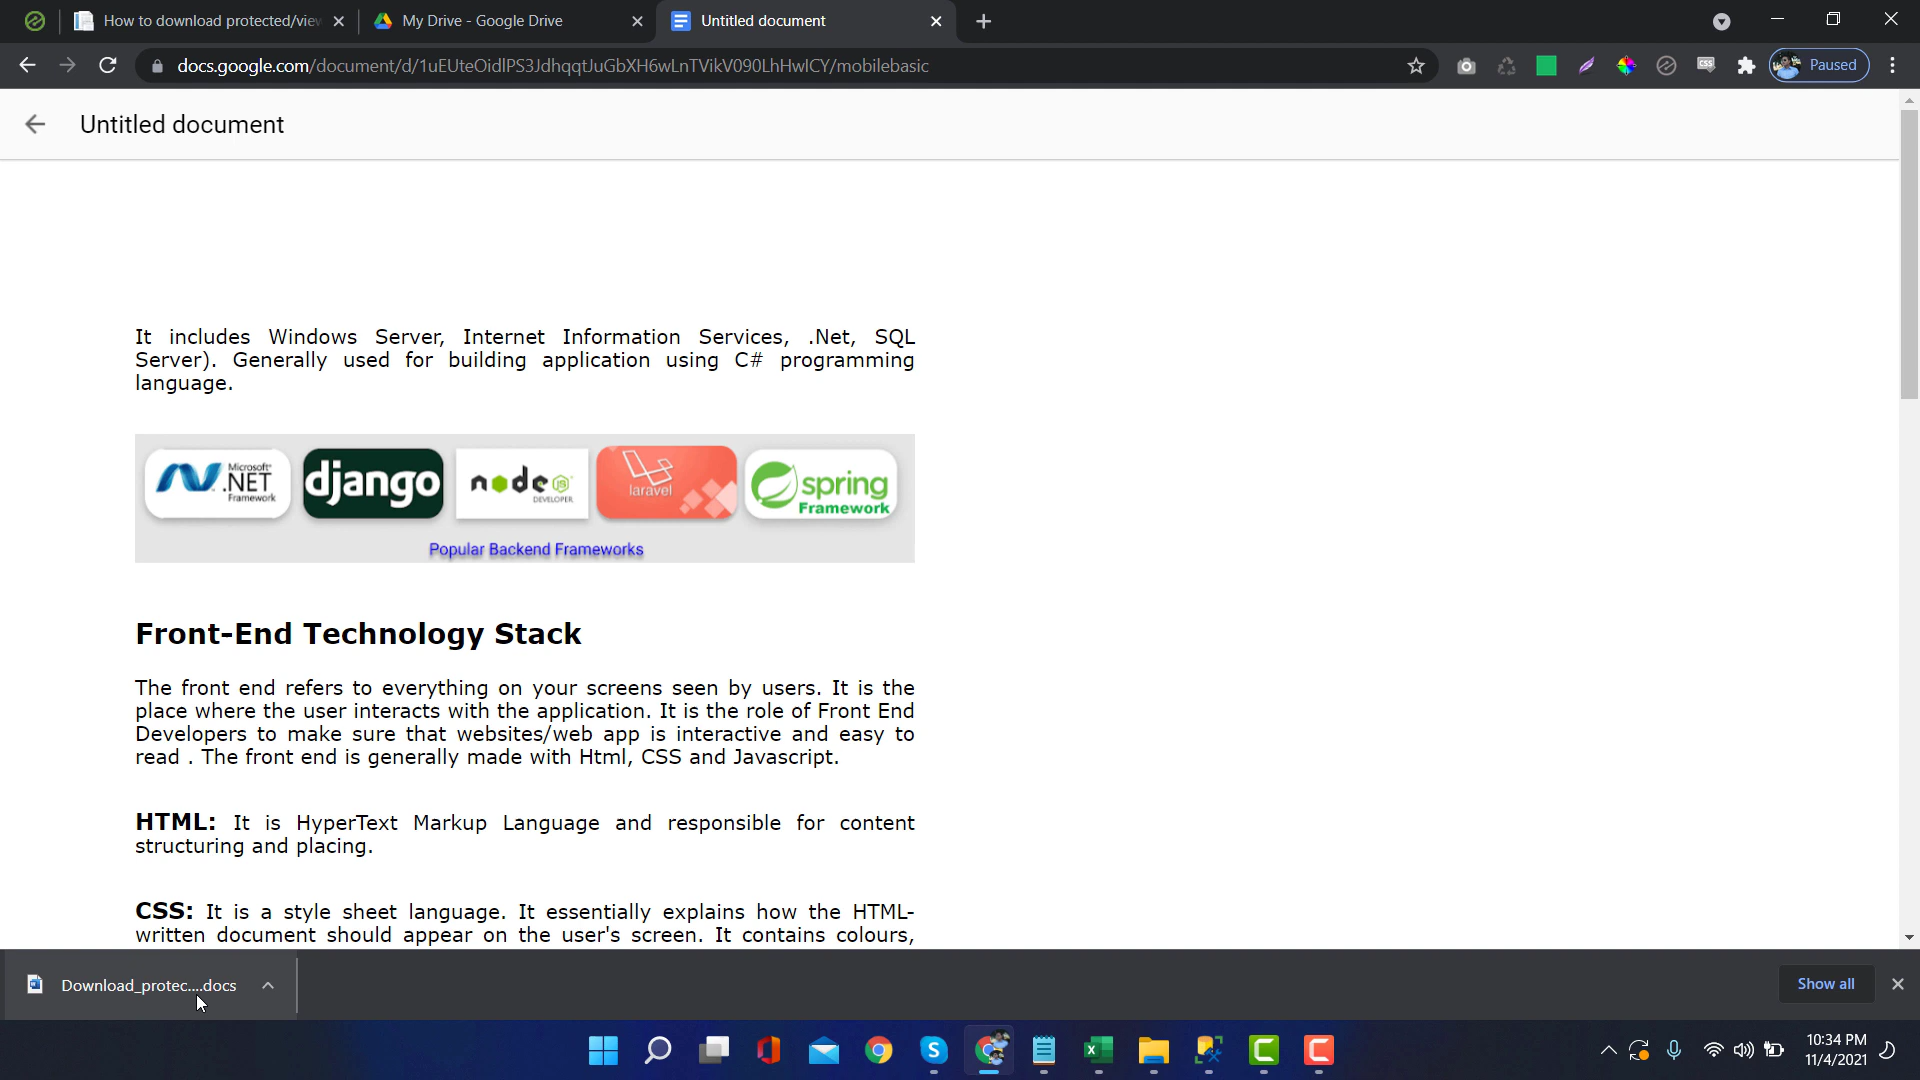 How to download protected/view
My Drive - Google Drive
Untitled document
docs.google.com/document/d/1uEUteOidlPS3JdhqqtJuGbXH6wLnTVikV090LhHwICY/mobilebasic
CSS
Paused
Untitled document
It includes Windows Server, Internet Information Services, .Net, SQL
Server). Generally used for building application using C# programming
language.
Microsoft
.NET
Framework
django
node
JS
DEVELOPER
laravel
spring
Framework
Popular Backend Frameworks
Front-End Technology Stack
The front end refers to everything on your screens seen by users. It is the
place where the user interacts with the application. It is the role of Front End
Developers to make sure that websites/web app is interactive and easy to
read . The front end is generally made with Html, CSS and Javascript.
HTML: It is HyperText Markup Language and responsible for content
structuring and placing.
CSS: It is a style sheet language. It essentially explains how the HTML-
written document should appear on the user's screen. It contains colours,
Download_protec....docs
Show all
10:34 PM
11/4/2021